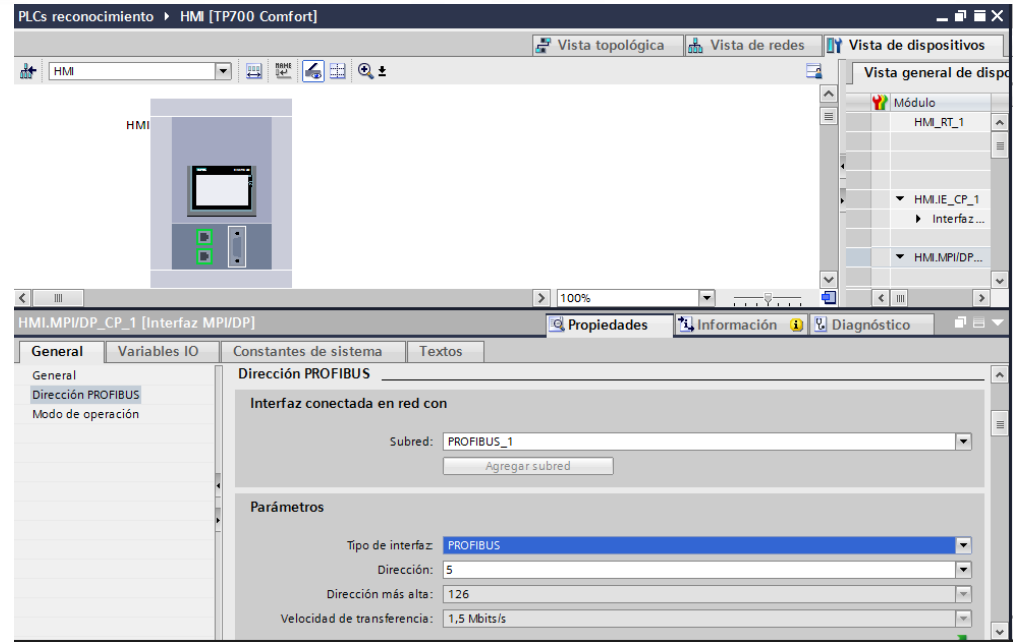 PLCs reconocimiento ▸ HMI [TP700 Comfort]
Vista topológica
Vista de redes
Vista de dispositivos
HMI
Vista general de dispo
Módulo
HMI_RT_1
HMI.IE_CP_1
Interfaz...
HMI.MPI/DP...
HMI
100%
HMI.MPI/DP_CP_1 [Interfaz MPI/DP]
Propiedades
Información
Diagnóstico
General
Variables IO
Constantes de sistema
Textos
General
Dirección PROFIBUS
Modo de operación
Dirección PROFIBUS
Interfaz conectada en red con
Subred: PROFIBUS_1
Agregar subred
Parámetros
Tipo de interfaz: PROFIBUS
Dirección: 5
Dirección más alta: 126
Velocidad de transferencia: 1,5 Mbits/s